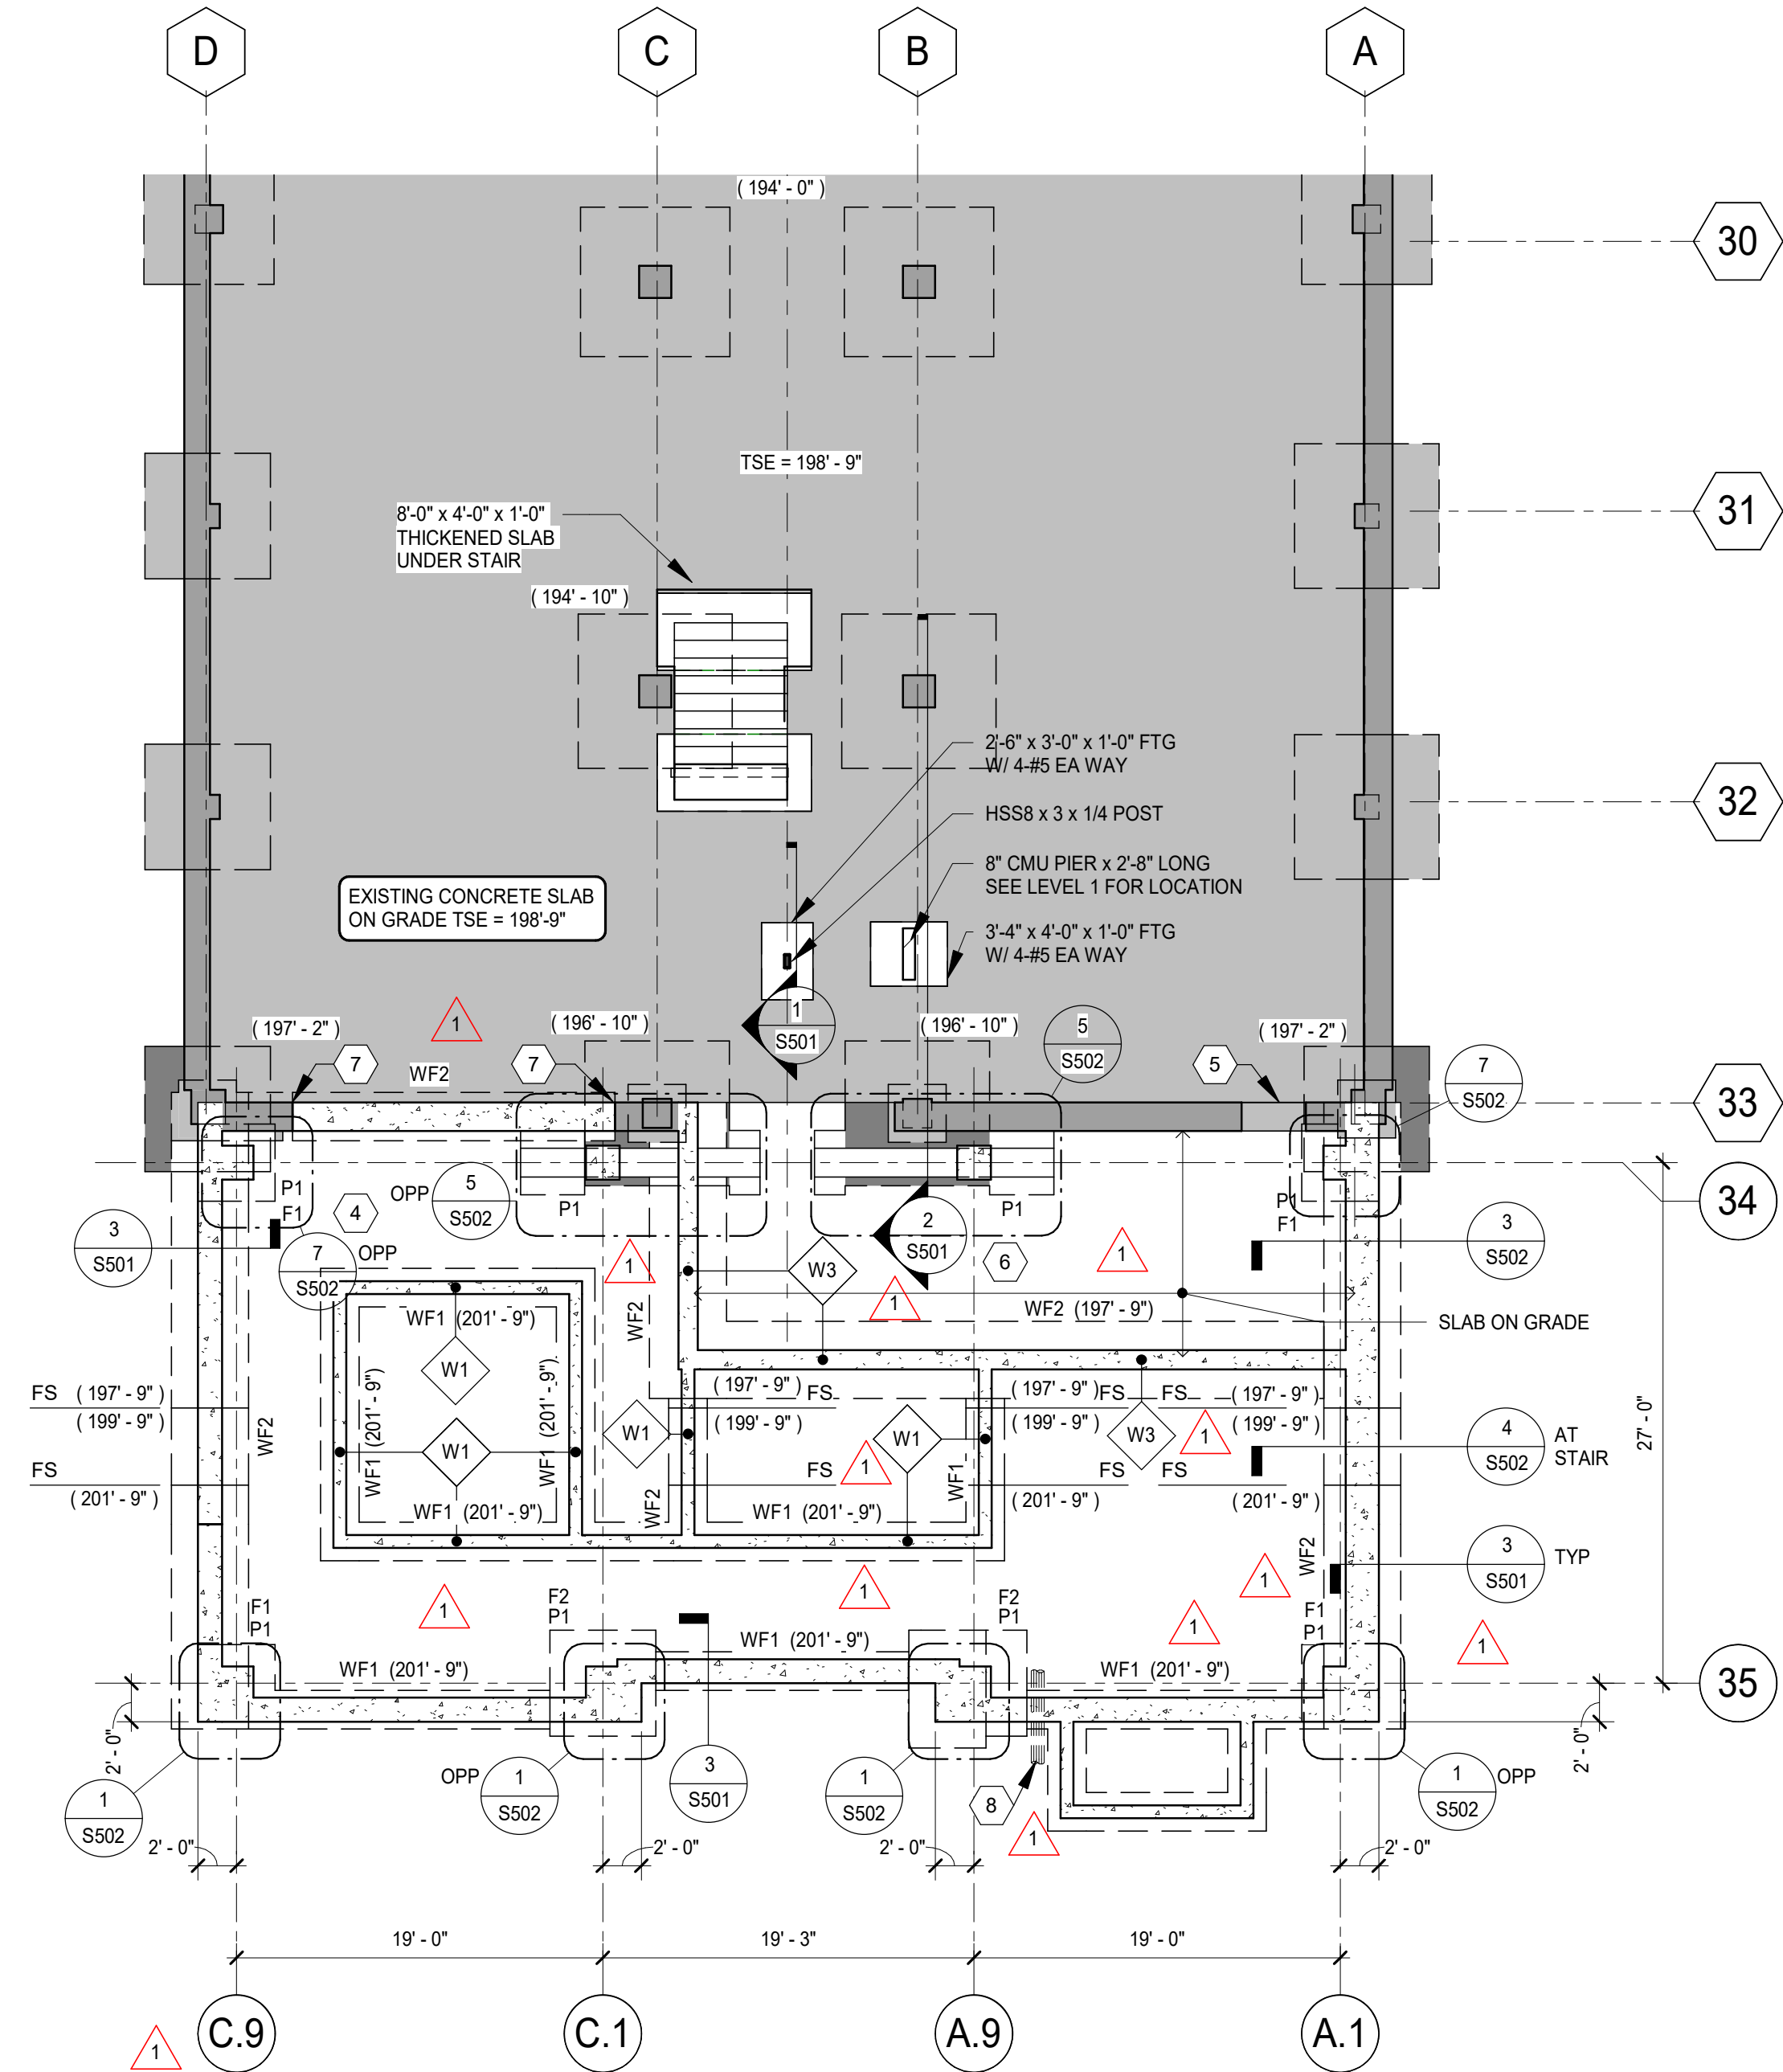 D
C
B
A
( 194' - 0" )
30
TSE = 198' - 9"
31
8'-0" x 4'-0" x 1'-0"
THICKENED SLAB
UNDER STAIR
( 194' - 10" )
2'-6" x 3'-0" x 1'-0" FTG
W/ 4-#5 EA WAY
32
HSS8 x 3 x 1/4 POST
8" CMU PIER x 2'-8" LONG
SEE LEVEL 1 FOR LOCATION
EXISTING CONCRETE SLAB
ON GRADE TSE = 198'-9"
3'-4" x 4'-0" x 1'-0" FTG
W/ 4-#5 EA WAY
( 197' - 2" )
1
( 196' - 10" )
1
S501
( 196' - 10" )
5
S502
( 197' - 2" )
7
WF2
7
5
7
S502
33
34
P1
F1
4
OPP
5
S502
P1
P1
P1
F1
3
S501
7
S502
OPP
1
2
S501
6
1
3
S502
W3
1
WF2
WF1 (201' - 9")
WF2 (197' - 9")
SLAB ON GRADE
W1
WF1 (201' - 9")
WF1 (201' - 9")
FS ( 197' - 9" )
( 199' - 9" )
WF2
W1
W1
( 197' - 9" ) FS
( 199' - 9" )
W1
( 197' - 9" ) FS
( 199' - 9" )
FS ( 197' - 9" )
( 199' - 9" )
W3
1
4
S502
AT
STAIR
27' - 0"
FS
( 201' - 9" )
FS
1
WF1
FS
( 201' - 9" )
FS
( 201' - 9" )
WF1 (201' - 9")
WF2
WF1 (201' - 9")
WF2
3
S501
TYP
1
1
1
F1
P1
F2
P1
F2
P1
1
F1
P1
1
WF1 (201' - 9")
WF1 (201' - 9")
WF1 (201' - 9")
35
2' - 0"
2' - 0"
1
S502
OPP
1
S502
3
S501
1
S502
8
1
1
S502
OPP
2' - 0"
2' - 0"
2' - 0"
2' - 0"
19' - 0"
19' - 3"
19' - 0"
1
C.9
C.1
A.9
A.1